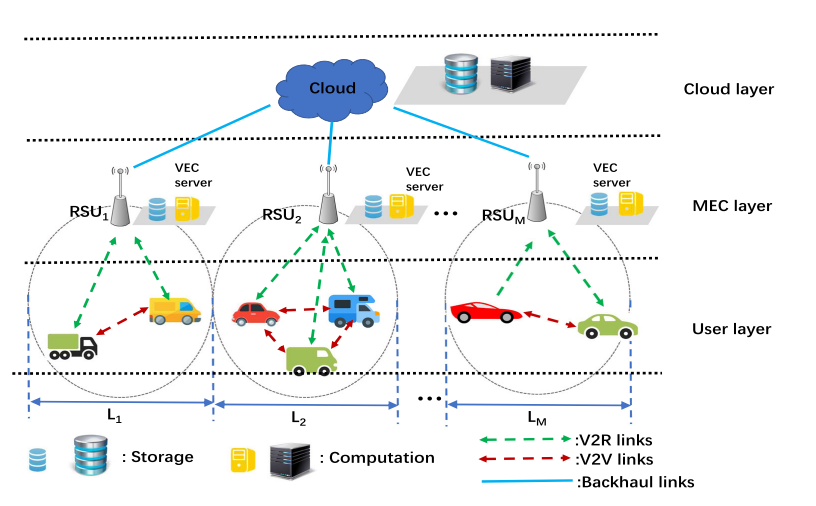 Cloud
Cloud layer
VEC
server
VEC
server
VEC
server
RSU1
RSU2
...
RSUM
MEC layer
User layer
...
L1
L2
LM
: Storage
: Computation
:V2R links
:V2V links
:Backhaul links